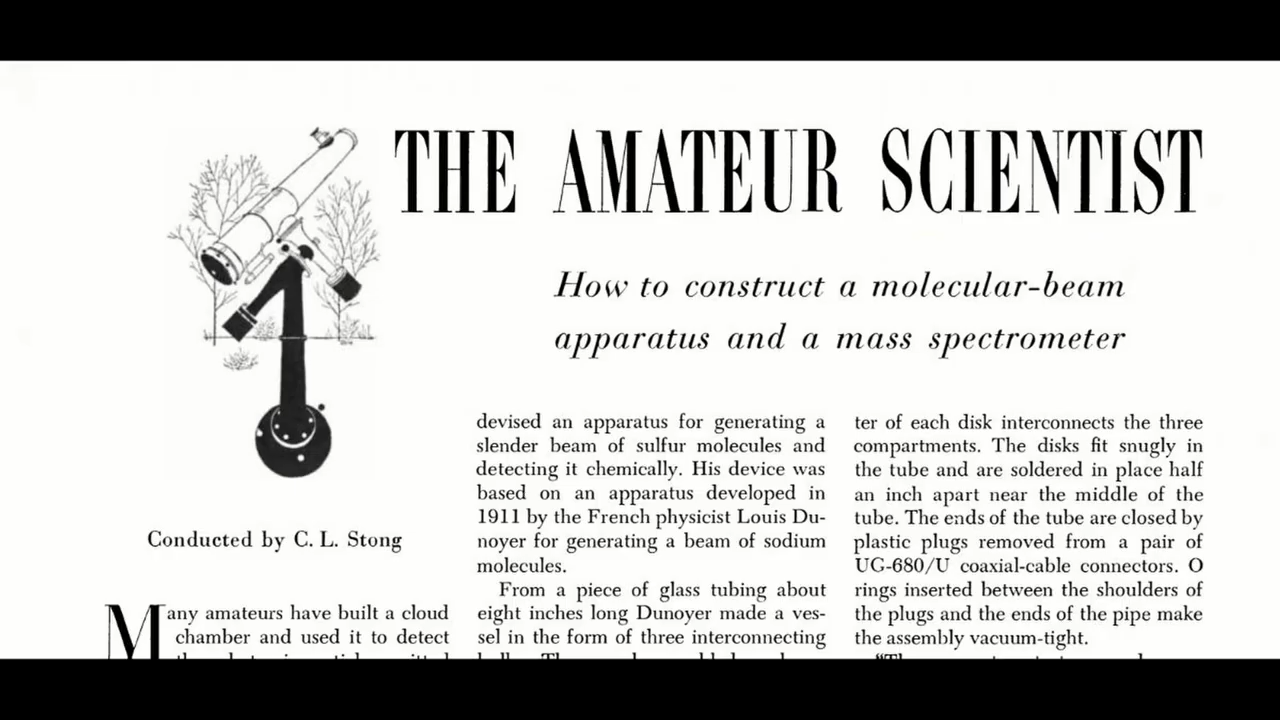 THE AMATEUR SCIENTIST
How to construct a molecular-beam
apparatus and a mass spectrometer
Conducted by C. L. Stong
Many amateurs have built a cloud
chamber and used it to detect
devised an apparatus for generating a
slender beam of sulfur molecules and
detecting it chemically. His device was
based on an apparatus developed in
1911 by the French physicist Louis Du-
noyer for generating a beam of sodium
molecules.
From a piece of glass tubing about
eight inches long Dunoyer made a ves-
sel in the form of three interconnecting
ter of each disk interconnects the three
compartments. The disks fit snugly in
the tube and are soldered in place half
an inch apart near the middle of the
tube. The ends of the tube are closed by
plastic plugs removed from a pair of
UG-680/U coaxial-cable connectors. O
rings inserted between the shoulders of
the plugs and the ends of the pipe make
the assembly vacuum-tight.